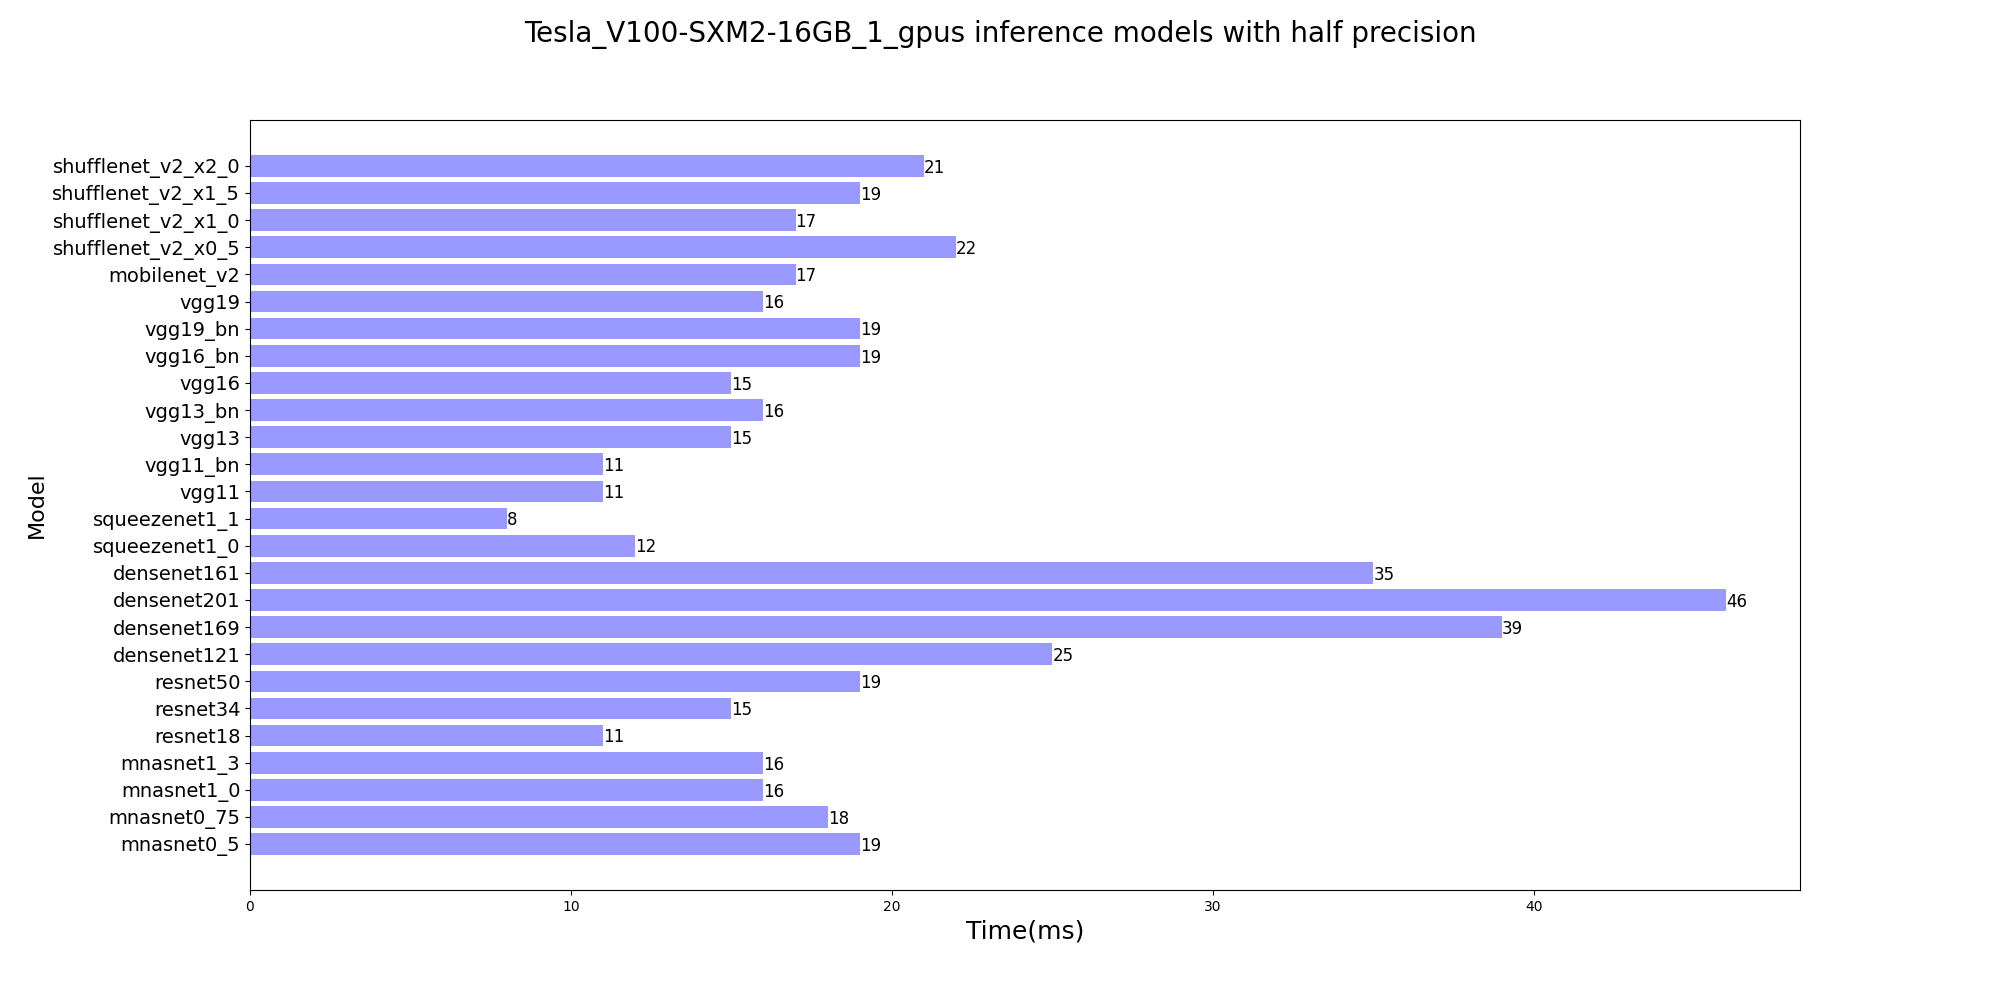 Tesla_V100-SXM2-16GB_1_gpus inference models with half precision
shufflenet_v2_x2_0 21
shufflenet_v2_x1_5 19
shufflenet_v2_x1_0 17
shufflenet_v2_x0_5 22
mobilenet_v2 17
vgg19 16
vgg19_bn 19
vgg16_bn 19
vgg16 15
vgg13_bn 16
vgg13 15
vgg11_bn 11
vgg11 11
squeezenet1_1 8
squeezenet1_0 12
densenet161 35
densenet201 46
densenet169 39
densenet121 25
resnet50 19
resnet34 15
resnet18 11
mnasnet1_3 16
mnasnet1_0 16
mnasnet0_75 18
mnasnet0_5 19
Model
0 10 20 30 40
Time(ms)